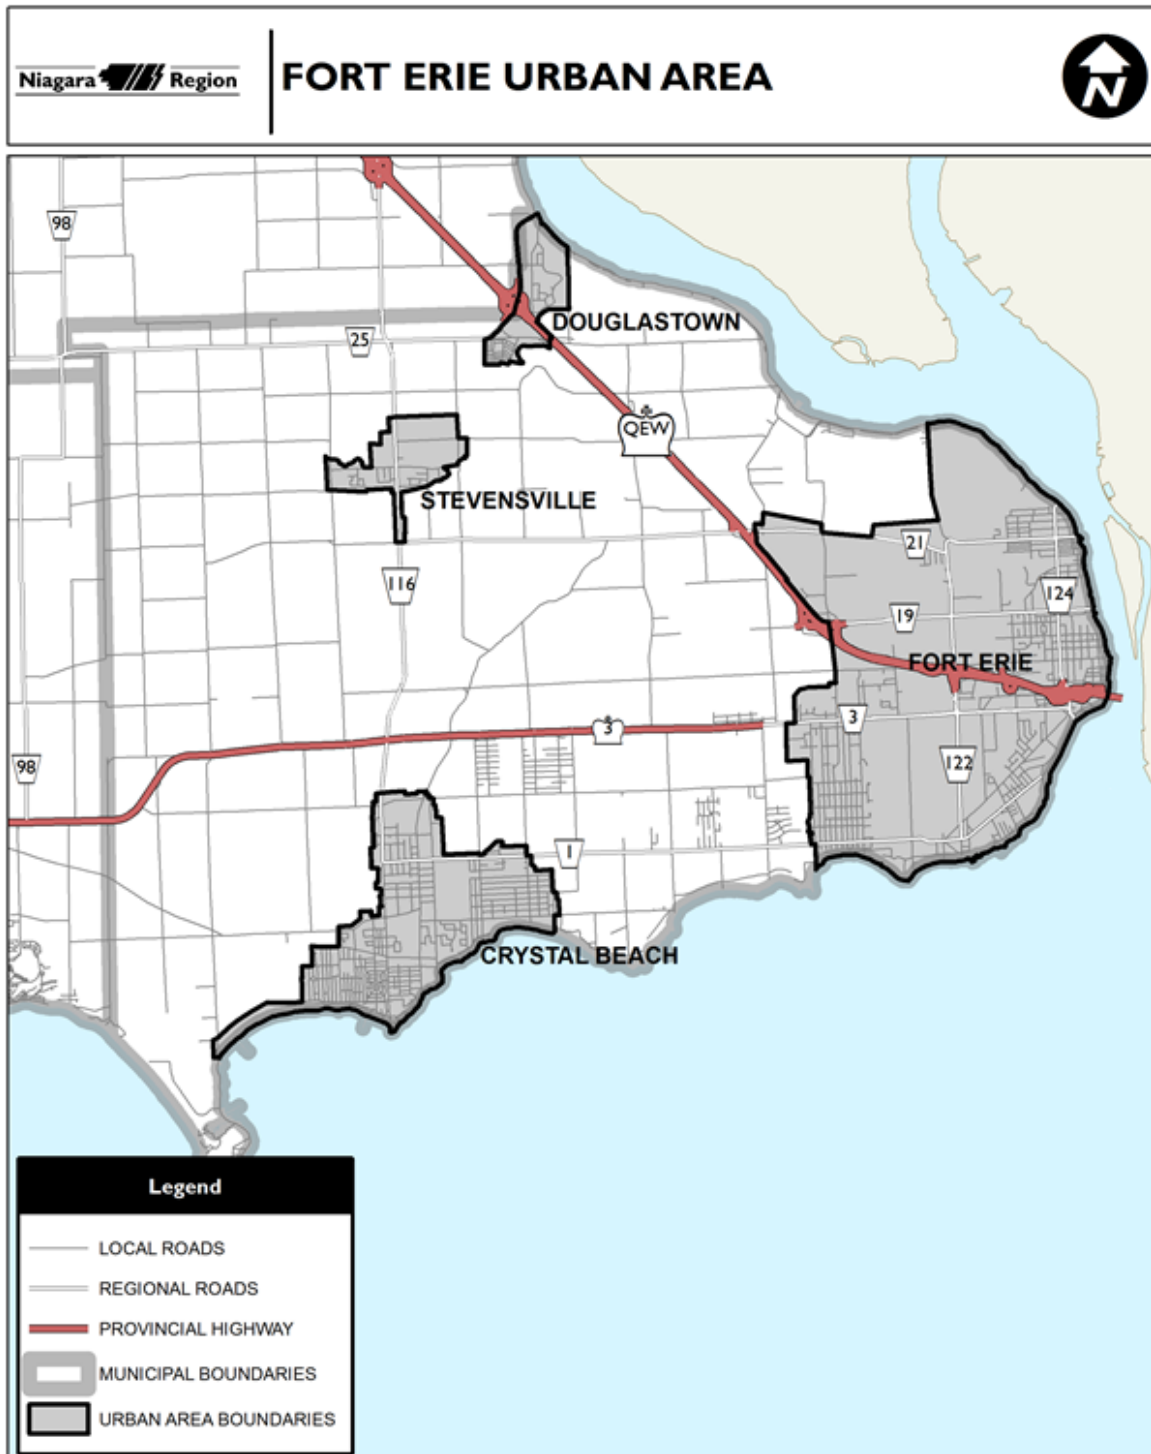 Niagara Region
FORT ERIE URBAN AREA
N
98
DOUGLASTOWN
25
QEW
STEVENSVILLE
21
116
124
19
FORT ERIE
3
3
98
122
1
CRYSTAL BEACH
Legend
LOCAL ROADS
REGIONAL ROADS
PROVINCIAL HIGHWAY
MUNICIPAL BOUNDARIES
URBAN AREA BOUNDARIES